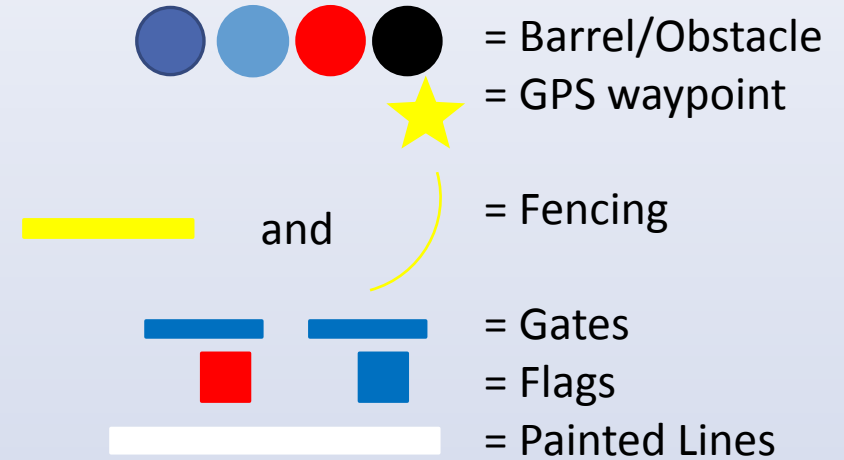 = Barrel/Obstacle
= GPS waypoint
and = Fencing
= Gates
= Flags
= Painted Lines